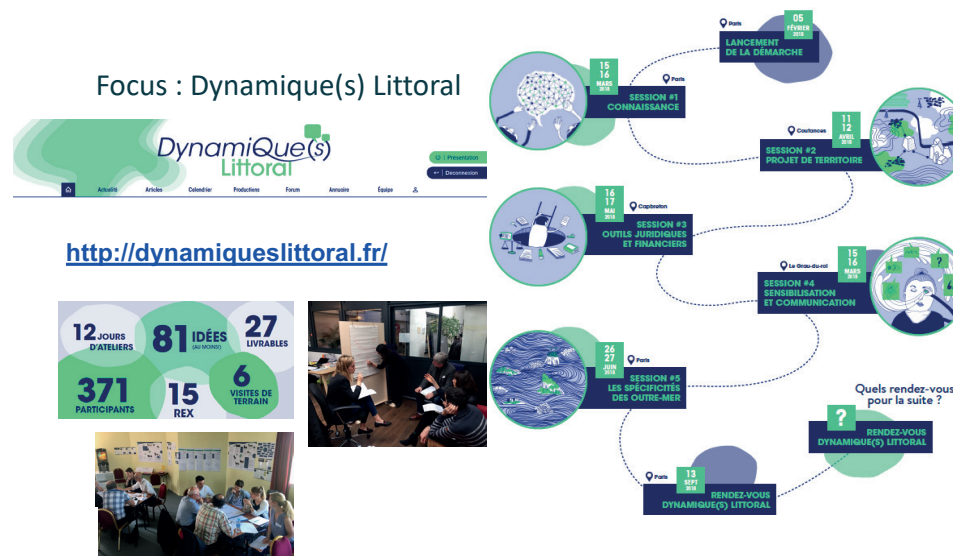 Focus : Dynamique(s) Littoral
DynamiQue(s)
Littoral
Présentation
Déconnexion
Actualité Articles Calendrier Productions Forum Annuaire Équipe
http://dynamiqueslittoral.fr/
12 JOURS
D'ATELIERS
81 IDÉES
(AU MOINS!)
27
LIVRABLES
371
PARTICIPANTS
15
REX
6
VISITES DE
TERRAIN
Paris
05
FÉVRIER
2018
LANCEMENT
DE LA DÉMARCHE
15
16
MARS
2018
Paris
SESSION #1
CONNAISSANCE
Coutances
11
12
AVRIL
2018
SESSION #2
PROJET DE TERRITOIRE
16
17
MAI
2018
Capbreton
SESSION #3
OUTILS JURIDIQUES
ET FINANCIERS
Le Grau-du-roi
15
16
MARS
2018
SESSION #4
SENSIBILISATION
ET COMMUNICATION
26
27
JUIN
2018
Paris
SESSION #5
LES SPÉCIFICITÉS
DES OUTRE-MER
Quels rendez-vous
pour la suite ?
?
RENDEZ-VOUS
DYNAMIQUE(S) LITTORAL
Paris
13
SEPT
2018
RENDEZ-VOUS
DYNAMIQUE(S) LITTORAL